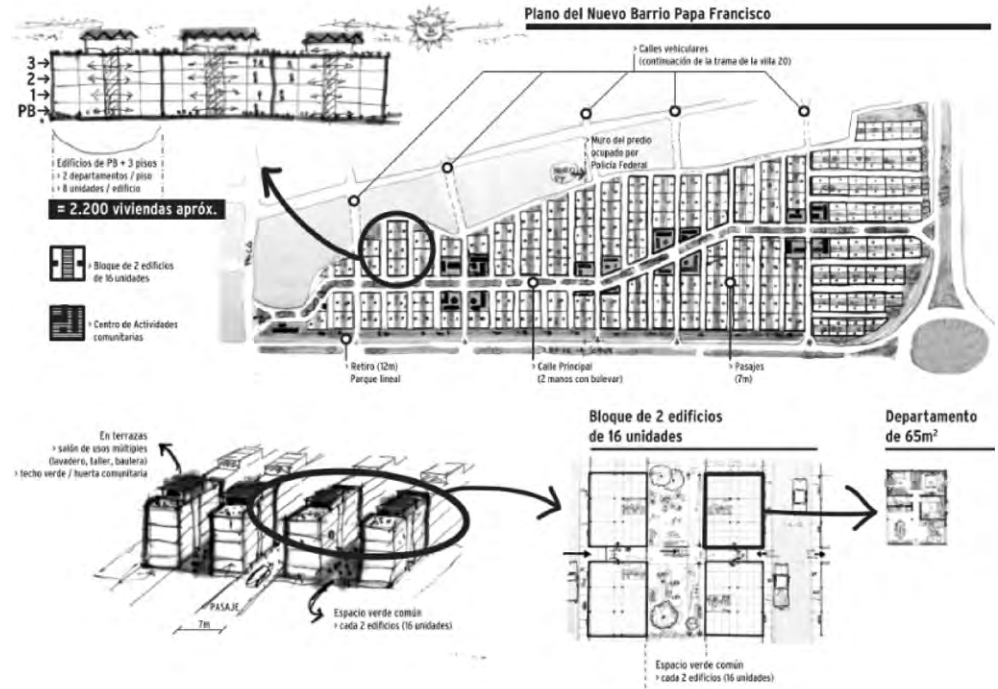 Plano del Nuevo Barrio Papa Francisco
3
2
1
PB
> Calles vehiculares
(continuación de la trama de la villa 20)
> Muro del predio
ocupado por
Policía Federal
Edificios de PB + 3 pisos
> 2 departamentos / piso
> 8 unidades / edificio
= 2.200 viviendas apróx.
> Bloque de 2 edificios
de 16 unidades
> Centro de Actividades
comunitarias
> Retiro (12m)
Parque lineal
> Calle Principal
(2 manos con bulevar)
> Pasajes
(7m)
En terrazas
> salón de usos múltiples
(lavadero, taller, baulera)
> techo verde / huerta comunitaria
PASAJE
7m
Espacio verde común
> cada 2 edificios (16 unidades)
Bloque de 2 edificios
de 16 unidades
Espacio verde común
> cada 2 edificios (16 unidades)
Departamento
de 65m²